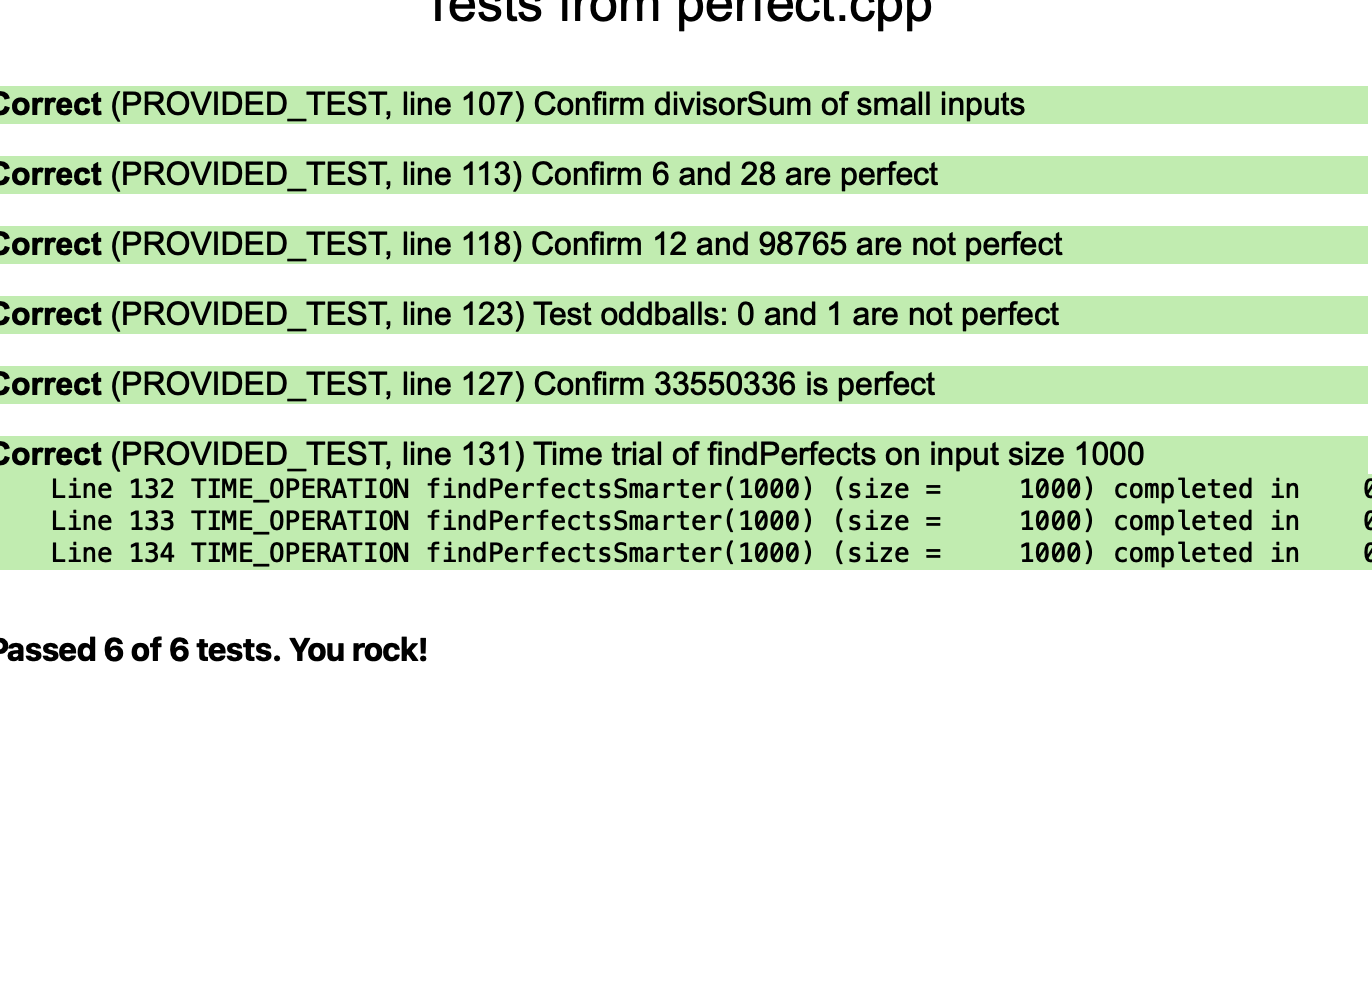 Tests from perfect.cpp
Correct (PROVIDED_TEST, line 107) Confirm divisorSum of small inputs
Correct (PROVIDED_TEST, line 113) Confirm 6 and 28 are perfect
Correct (PROVIDED_TEST, line 118) Confirm 12 and 98765 are not perfect
Correct (PROVIDED_TEST, line 123) Test oddballs: 0 and 1 are not perfect
Correct (PROVIDED_TEST, line 127) Confirm 33550336 is perfect
Correct (PROVIDED_TEST, line 131) Time trial of findPerfects on input size 1000
Line 132 TIME_OPERATION findPerfectsSmarter(1000) (size =     1000) completed in    0
Line 133 TIME_OPERATION findPerfectsSmarter(1000) (size =     1000) completed in    0
Line 134 TIME_OPERATION findPerfectsSmarter(1000) (size =     1000) completed in    0
Passed 6 of 6 tests. You rock!